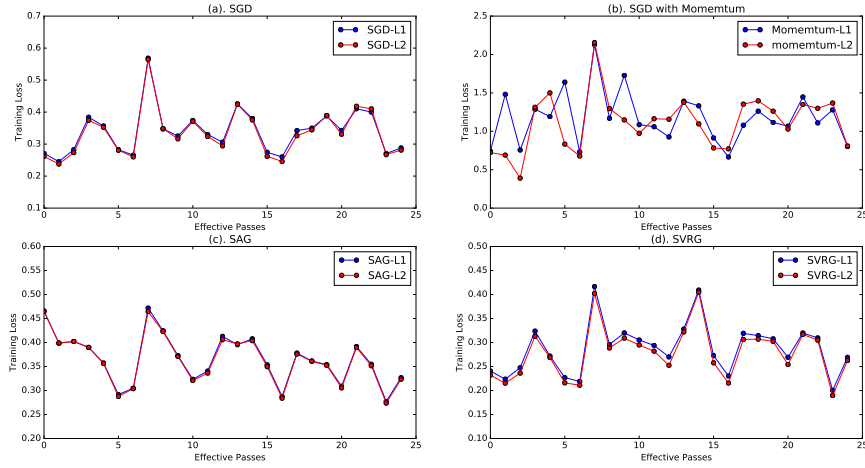 (a). SGD
0.7
0.6
0.5
0.4
0.3
0.2
0.1
Training Loss
SGD-L1
SGD-L2
0 5 10 15 20 25
Effective Passes
(b). SGD with Momemtum
2.5
2.0
1.5
1.0
0.5
0.0
Training Loss
Momemtum-L1
momemtum-L2
0 5 10 15 20 25
Effective Passes
(c). SAG
0.60
0.55
0.50
0.45
0.40
0.35
0.30
0.25
0.20
Training Loss
SAG-L1
SAG-L2
0 5 10 15 20 25
Effective Passes
(d). SVRG
0.50
0.45
0.40
0.35
0.30
0.25
0.20
0.15
0.10
Training Loss
SVRG-L1
SVRG-L2
0 5 10 15 20 25
Effective Passes